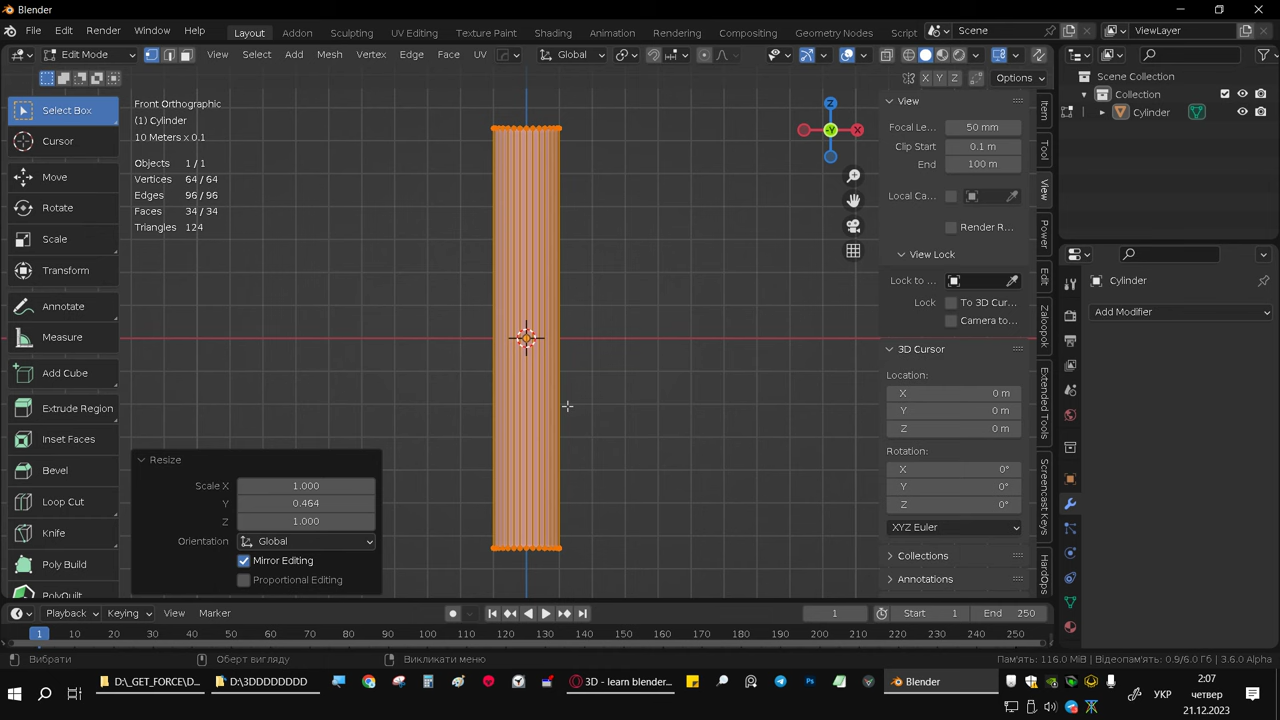 Blender
File Edit Render Window Help Layout Addon Sculpting UV Editing Texture Paint Shading Animation Rendering Compositing Geometry Nodes Script Scene ViewLayer
Edit Mode View Select Add Mesh Vertex Edge Face UV Global
X Y Z Options
Select Box
Cursor
Move
Rotate
Scale
Transform
Annotate
Measure
Add Cube
Extrude Region
Inset Faces
Bevel
Loop Cut
Knife
Poly Build
PolyQuilt
Front Orthographic
(1) Cylinder
10 Meters x 0.1
Objects 1/1
Vertices 64/64
Edges 96/96
Faces 34/34
Triangles 124
Z
X
-Y
Resize
Scale X 1.000
Y 0.464
Z 1.000
Orientation Global
Mirror Editing
Proportional Editing
View
Focal Le... 50 mm
Clip Start 0.1 m
End 100 m
Local Ca...
Render R...
View Lock
Lock to ...
Lock To 3D Cur...
Camera to...
3D Cursor
Location:
X 0 m
Y 0 m
Z 0 m
Rotation:
X 0°
Y 0°
Z 0°
XYZ Euler
Collections
Annotations
Item
Tool
View
Power
Edit
Zaloopok
Extended Tools
Screencast Keys
HardOps
Scene Collection
Collection
Cylinder
Cylinder
Add Modifier
Playback Keying View Marker 1 Start 1 End 250
1 10 20 30 40 50 60 70 80 90 100 110 120 130 140 150 160 170 180 190 200 210 220 230 240 250
Вибрати Оберт вигляду Викликати меню Пам'ять: 116.0 МіБ | Відеопам'ять: 0.9/6.0 Гб | 3.6.0 Alpha
D:\_GET_FORCE\D... D:\3DDDDDDDD 3D - learn blender... Blender УКР
2:07
четвер
21.12.2023